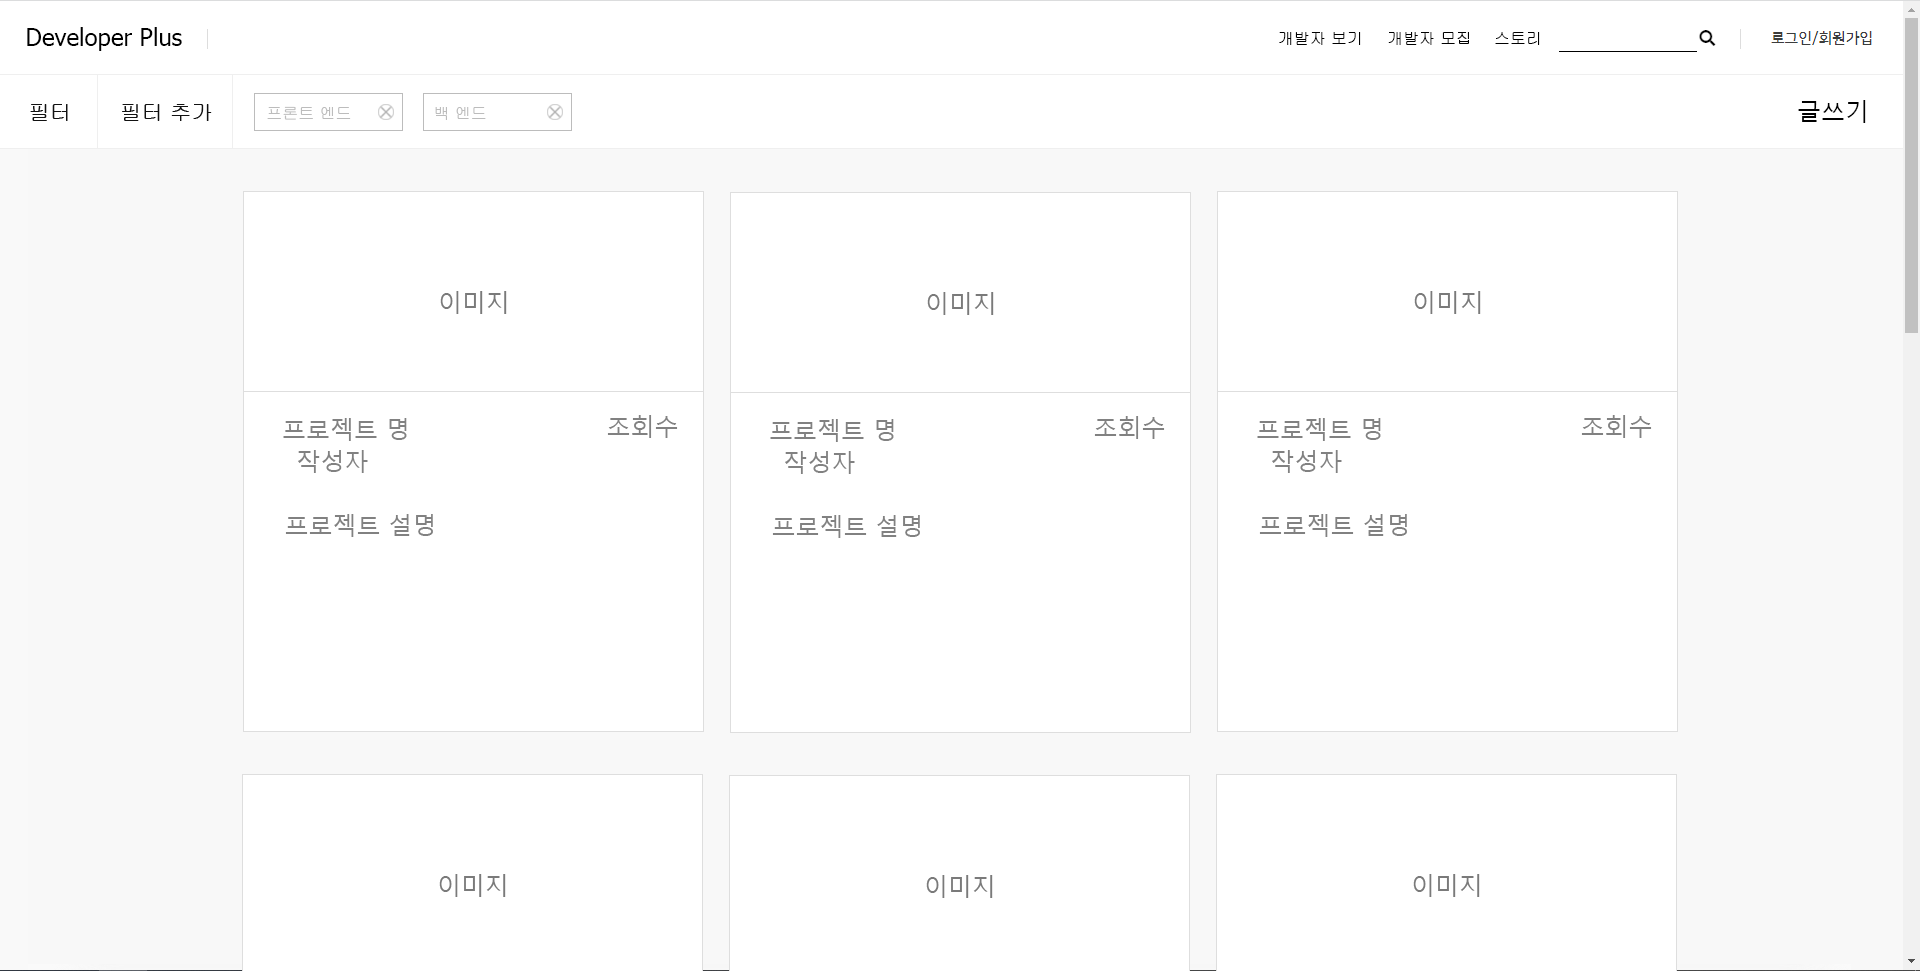 Developer Plus
개발자 보기
개발자 모집
스토리
로그인/회원가입
필터
필터 추가
프론트 엔드
백 엔드
글쓰기
이미지
프로젝트 명
조회수
작성자
프로젝트 설명
이미지
프로젝트 명
조회수
작성자
프로젝트 설명
이미지
프로젝트 명
조회수
작성자
프로젝트 설명
이미지
이미지
이미지